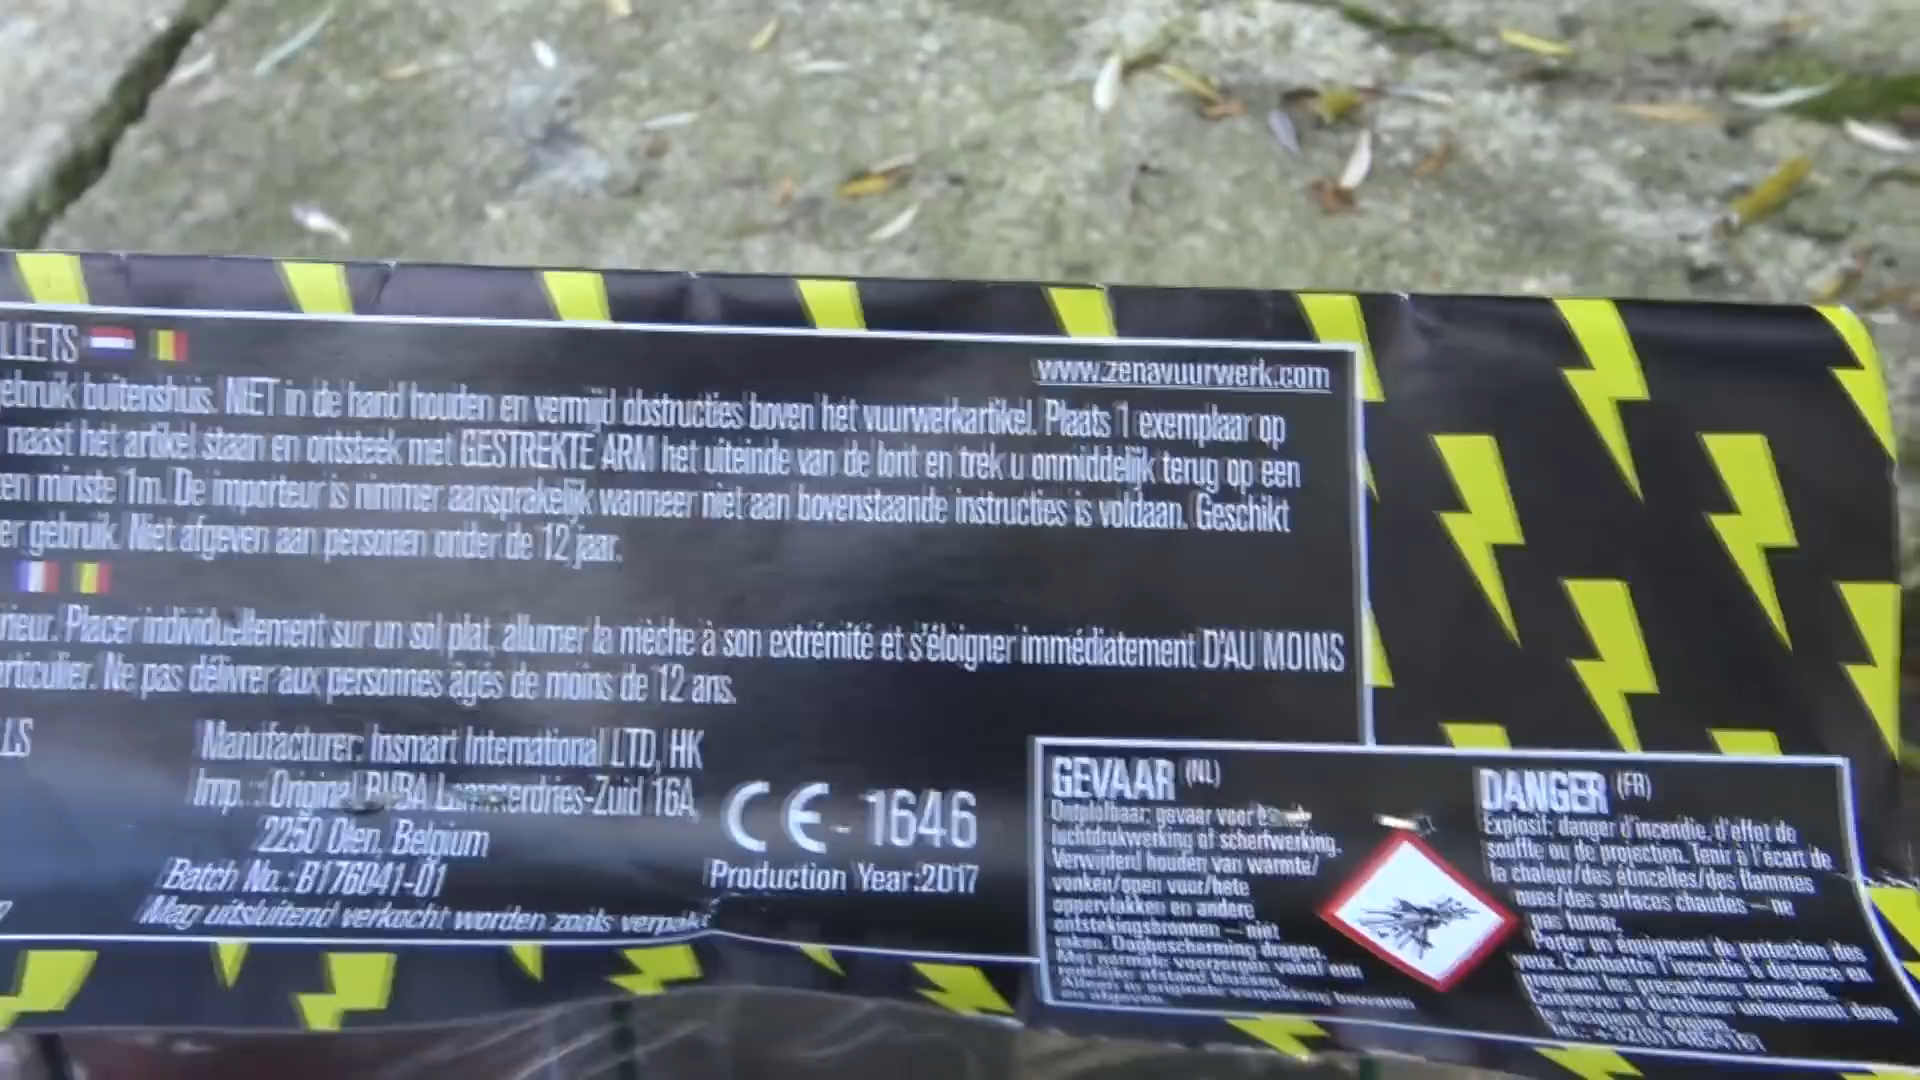 LLETS
www.zenavuurwerk.com
ebruik buitenshuis. NIET in de hand houden en vermijd obstructies boven het vuurwerkartikel. Plaats 1 exemplaar op
naast het artikel staan en ontsteek met GESTREKTE ARM het uiteinde van de lont en trek u onmiddelijk terug op een
en minste 1m. De importeur is nimmer aansprakelijk wanneer niet aan bovenstaande instructies is voldaan. Geschikt
er gebruik. Niet afgeven aan personen onder de 12 jaar.
rieur. Placer individuellement sur un sol plat, allumer la mèche à son extrémité et s'éloigner immédiatement D'AU MOINS
articulier. Ne pas délivrer aux personnes âgés de moins de 12 ans.
LS
Manufacturer: Insmart International LTD, HK
Imp.: Original BVBA Lammerdries-Zuid 16A
2250 Olen, Belgium
Batch No.: B176041-01
Mag uitsluitend verkocht worden zoals verpakt
CE - 1646
Production Year:2017
GEVAAR (NL)
Ontplofbaar: gevaar voor
luchtdrukwerking of scherfwerking.
Verwijderd houden van warmte/
vonken/open vuur/hete
oppervlakken en andere
ontstekingsbronnen – niet
roken. Oogbescherming dragen.
Met normale voorzorgen vanaf een
redelijke afstand blussen.
Alleen in originele verpakking bewaren
en afgeven.
DANGER (FR)
Explosif: danger d'incendie, d'effet de
souffle ou de projection. Tenir à l'écart de
la chaleur/des étincelles/des flammes
nues/des surfaces chaudes – ne
pas fumer.
Porter un équipment de protection des
yeux. Combattre l'incendie à distance en
prenant les precautions normales.
Conserver et distribuer uniquement dans
le récipient d'origine.